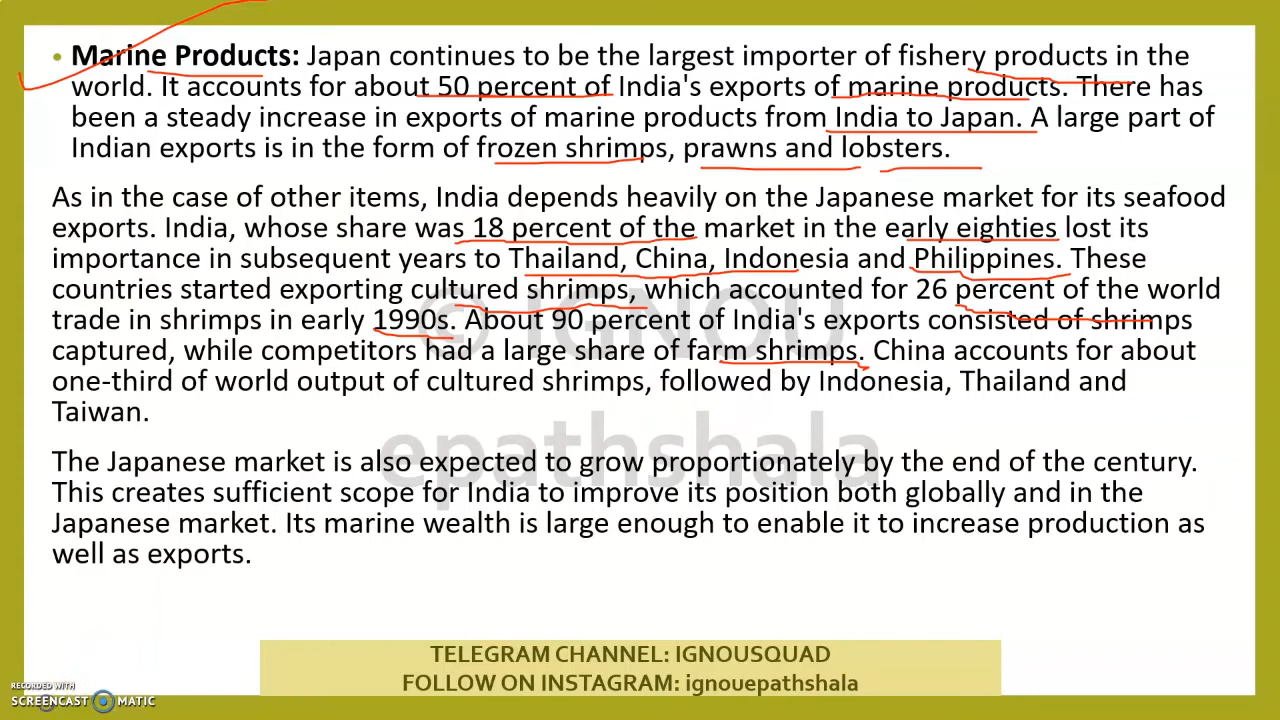 • Marine Products: Japan continues to be the largest importer of fishery products in the
world. It accounts for about 50 percent of India's exports of marine products. There has
been a steady increase in exports of marine products from India to Japan. A large part of
Indian exports is in the form of frozen shrimps, prawns and lobsters.
As in the case of other items, India depends heavily on the Japanese market for its seafood
exports. India, whose share was 18 percent of the market in the early eighties lost its
importance in subsequent years to Thailand, China, Indonesia and Philippines. These
countries started exporting cultured shrimps, which accounted for 26 percent of the world
trade in shrimps in early 1990s. About 90 percent of India's exports consisted of shrimps
captured, while competitors had a large share of farm shrimps. China accounts for about
one-third of world output of cultured shrimps, followed by Indonesia, Thailand and
Taiwan.
The Japanese market is also expected to grow proportionately by the end of the century.
This creates sufficient scope for India to improve its position both globally and in the
Japanese market. Its marine wealth is large enough to enable it to increase production as
well as exports.
© IGNOU
epathshala
TELEGRAM CHANNEL: IGNOUSQUAD
FOLLOW ON INSTAGRAM: ignouepathshala
RECORDED WITH
SCREENCAST MATIC